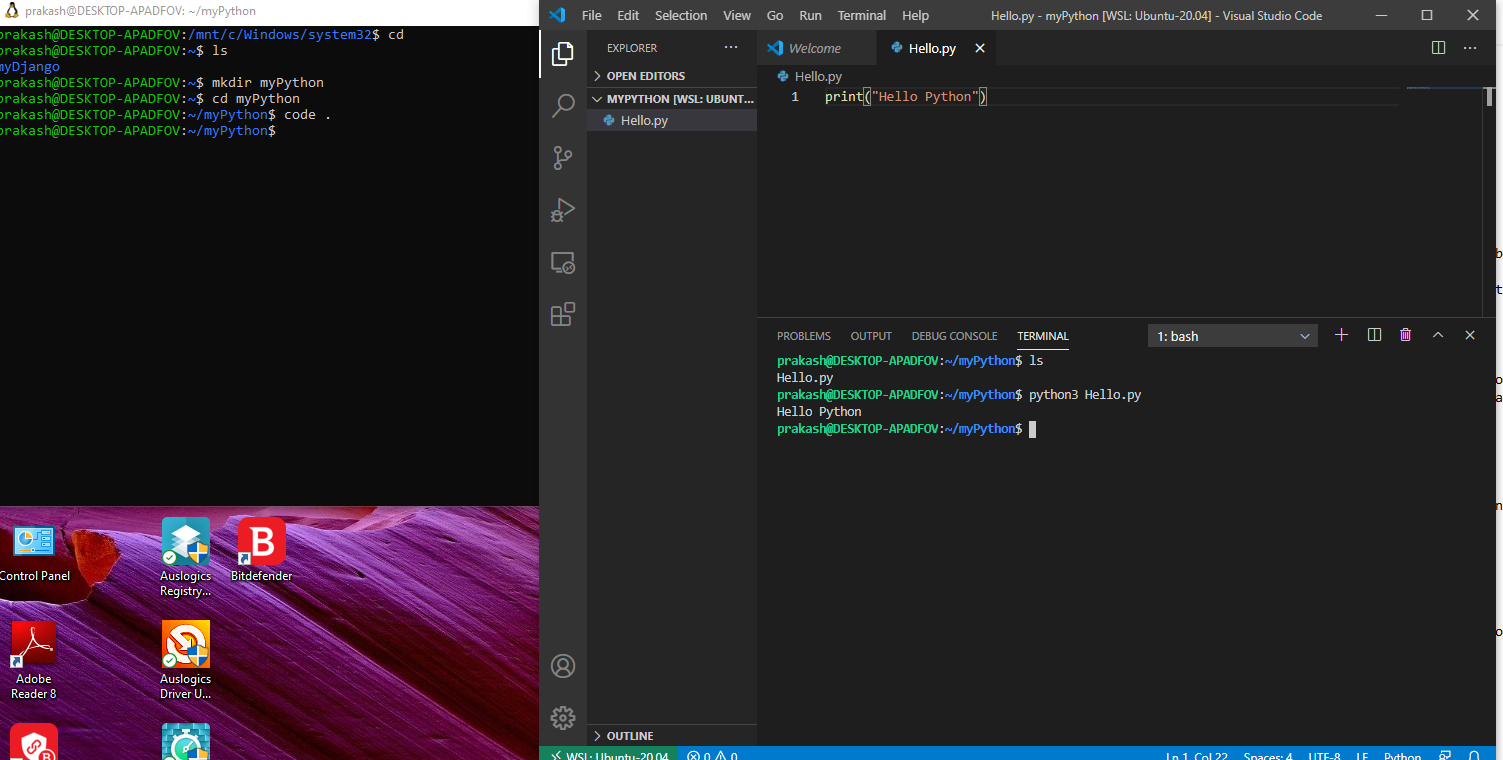 prakash@DESKTOP-APADFOV: ~/myPython
prakash@DESKTOP-APADFOV:/mnt/c/Windows/system32$ cd
prakash@DESKTOP-APADFOV:~$ ls
myDjango
prakash@DESKTOP-APADFOV:~$ mkdir myPython
prakash@DESKTOP-APADFOV:~$ cd myPython
prakash@DESKTOP-APADFOV:~/myPython$ code .
prakash@DESKTOP-APADFOV:~/myPython$
Control Panel
Auslogics
Registry...
Bitdefender
Adobe
Reader 8
Auslogics
Driver U...
File Edit Selection View Go Run Terminal Help Hello.py - myPython [WSL: Ubuntu-20.04] - Visual Studio Code
EXPLORER ...
OPEN EDITORS
MYPYTHON [WSL: UBUNT...
Hello.py
OUTLINE
Welcome Hello.py
Hello.py
1 print("Hello Python")
PROBLEMS OUTPUT DEBUG CONSOLE TERMINAL 1: bash
prakash@DESKTOP-APADFOV:~/myPython$ ls
Hello.py
prakash@DESKTOP-APADFOV:~/myPython$ python3 Hello.py
Hello Python
prakash@DESKTOP-APADFOV:~/myPython$
WSL: Ubuntu-20.04 0 0 Ln 1, Col 22 Spaces: 4 UTF-8 LF Python
b
t
o
a
n
o